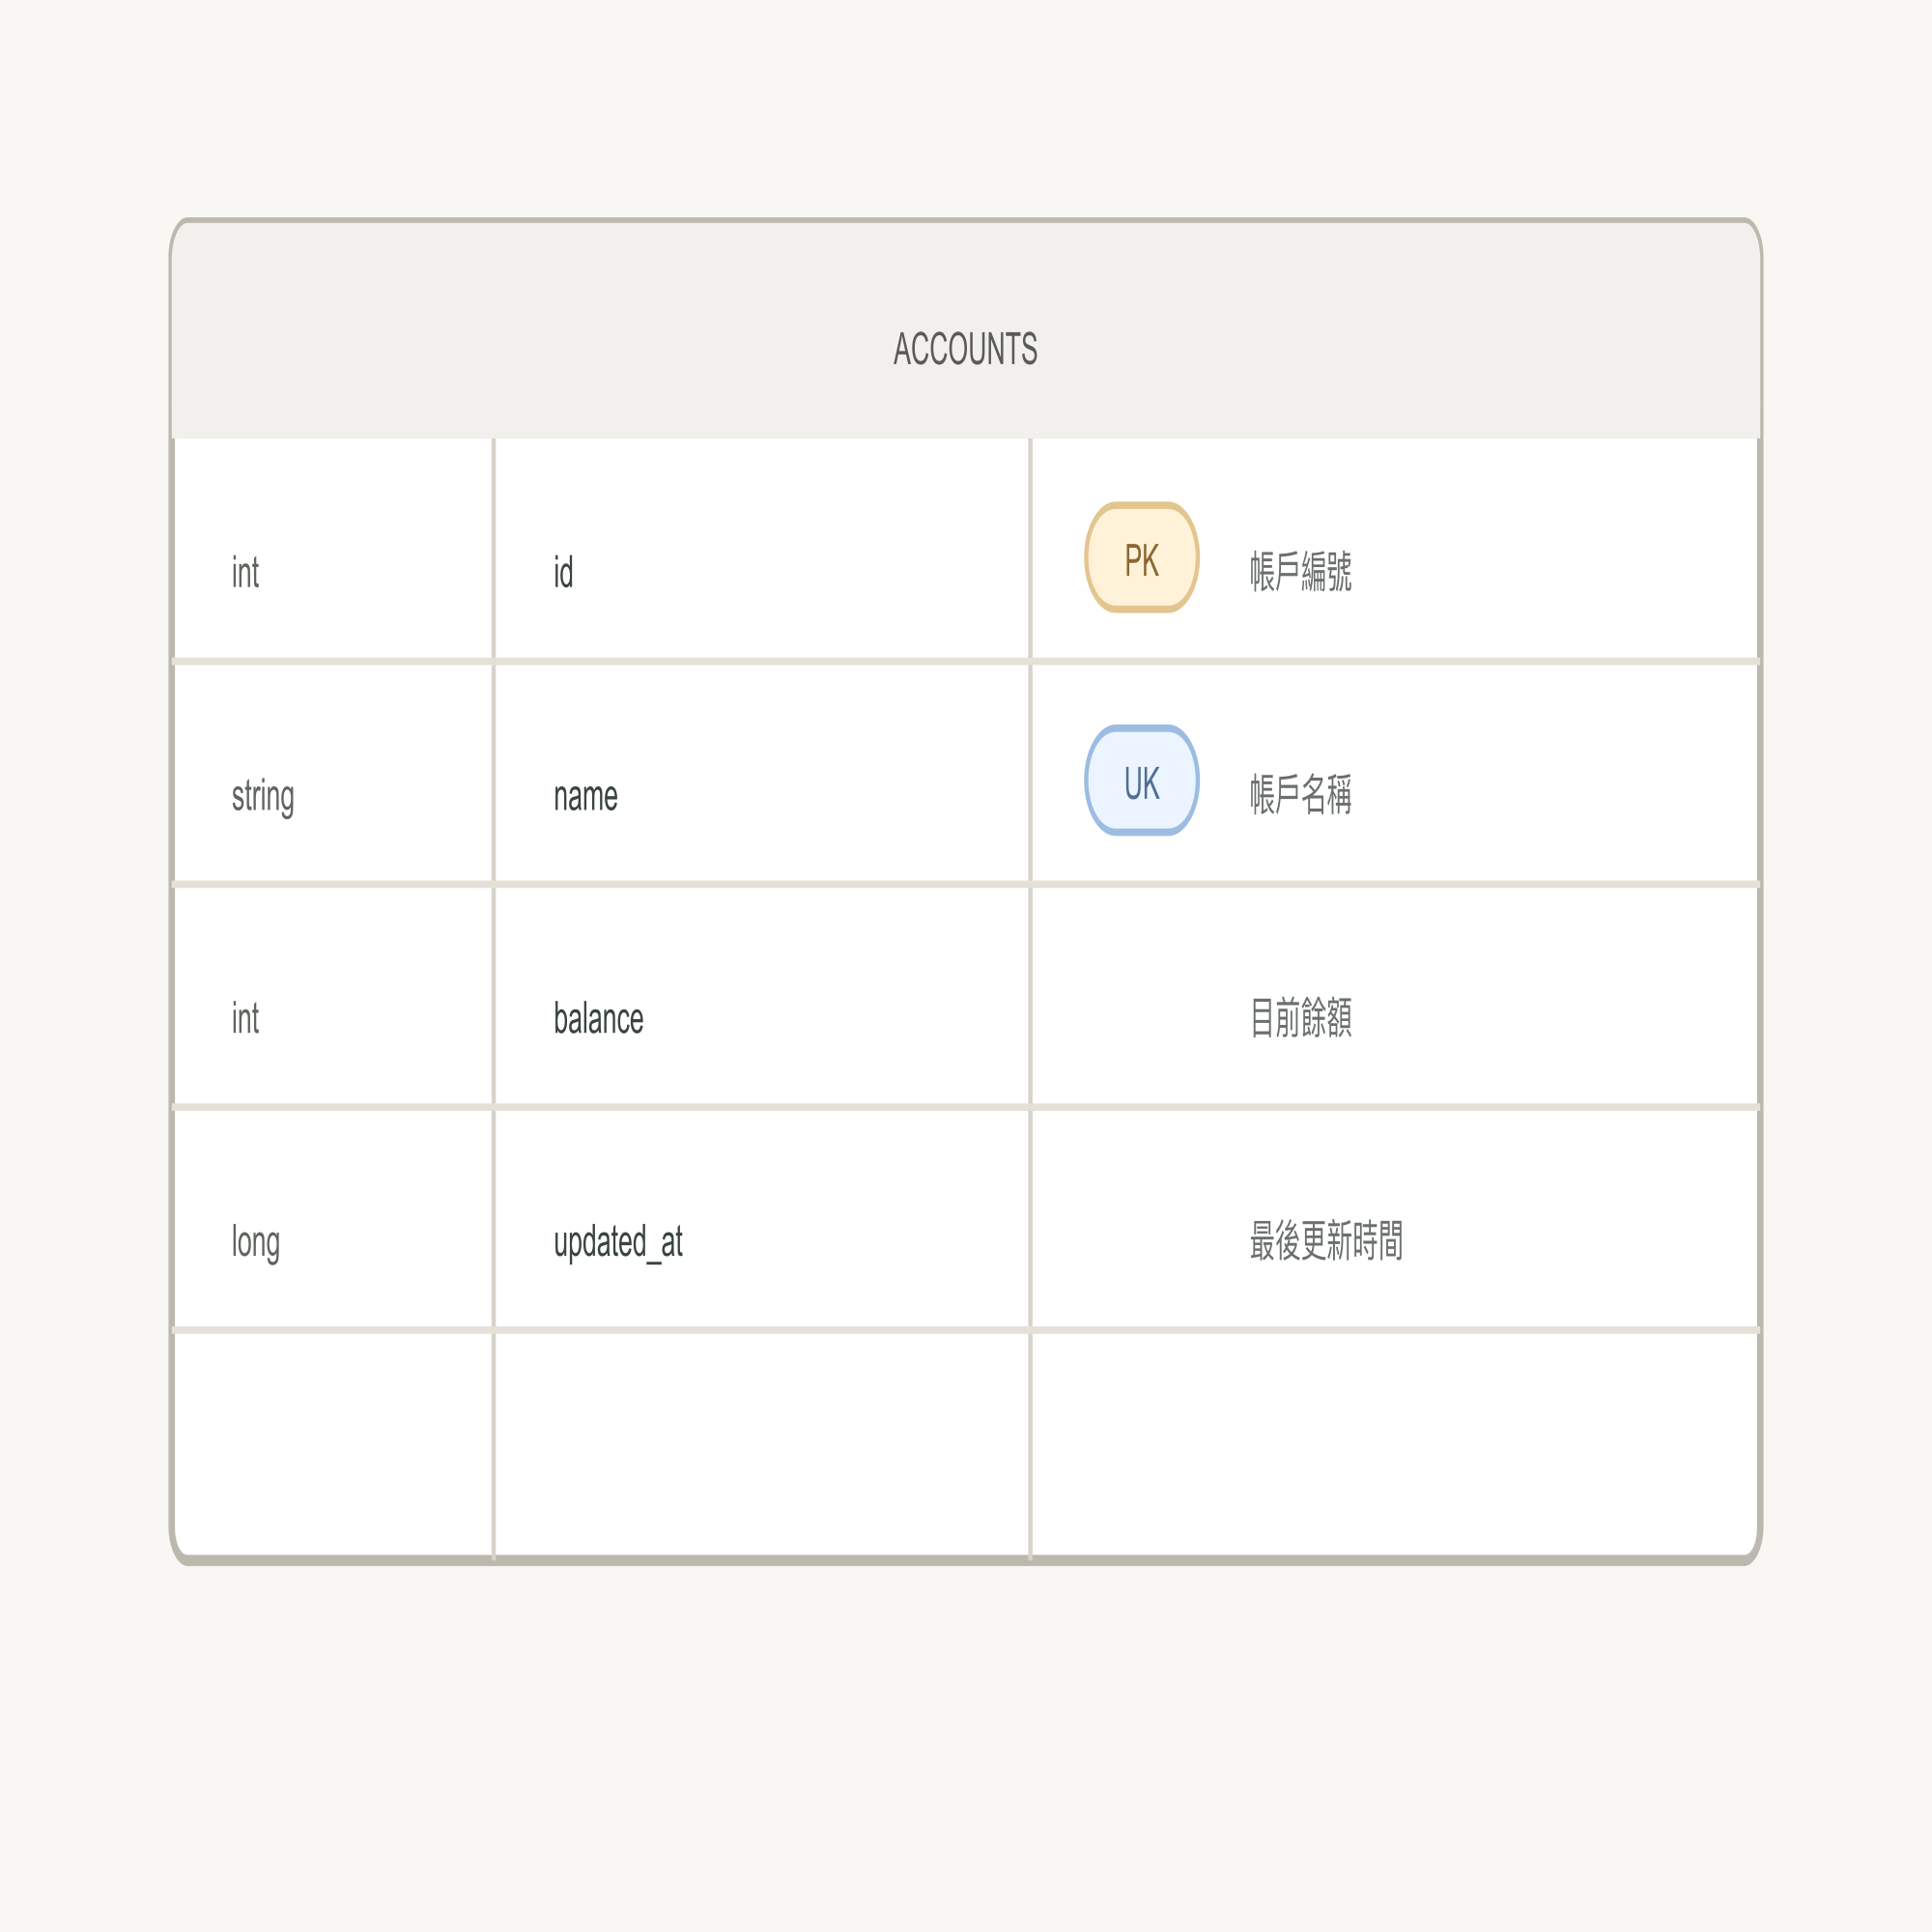 ACCOUNTS
int id PK 帳戶編號
string name UK 帳戶名稱
int balance 目前餘額
long updated_at 最後更新時間